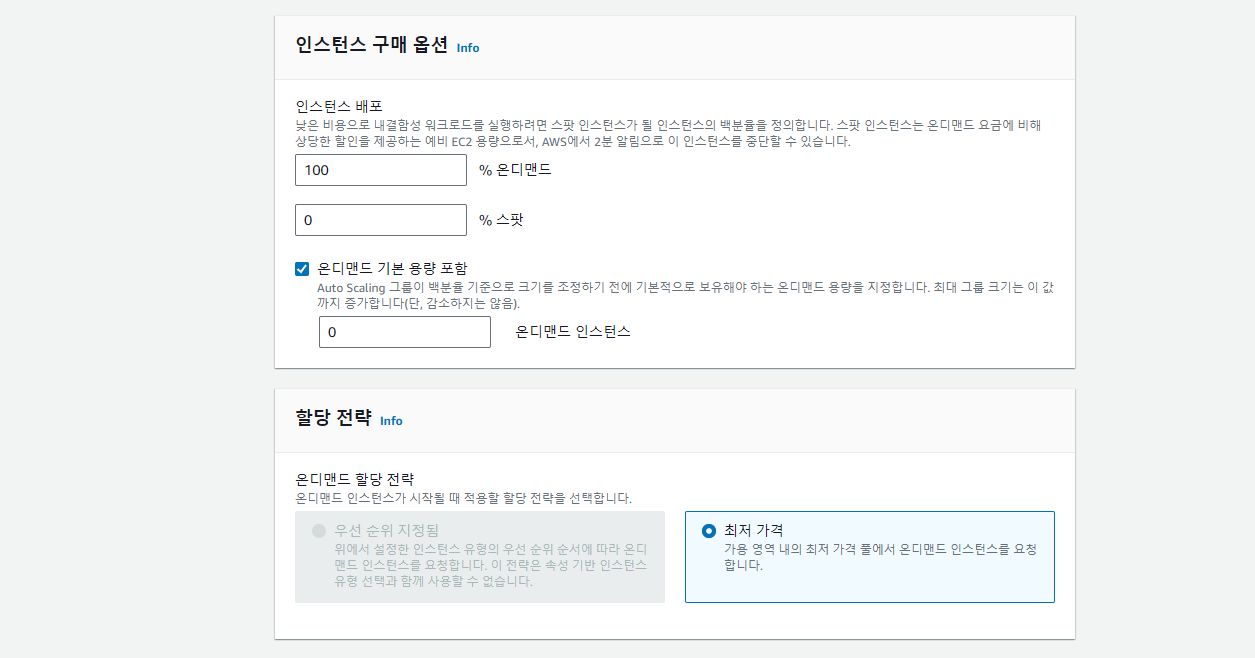 인스턴스 구매 옵션 Info
인스턴스 배포
낮은 비용으로 내결함성 워크로드를 실행하려면 스팟 인스턴스가 될 인스턴스의 백분율을 정의합니다. 스팟 인스턴스는 온디맨드 요금에 비해
상당한 할인을 제공하는 예비 EC2 용량으로서, AWS에서 2분 알림으로 이 인스턴스를 중단할 수 있습니다.
100 % 온디맨드
0 % 스팟
온디맨드 기본 용량 포함
Auto Scaling 그룹이 백분율 기준으로 크기를 조정하기 전에 기본적으로 보유해야 하는 온디맨드 용량을 지정합니다. 최대 그룹 크기는 이 값
까지 증가합니다(단, 감소하지는 않음).
0 온디맨드 인스턴스
할당 전략 Info
온디맨드 할당 전략
온디맨드 인스턴스가 시작될 때 적용할 할당 전략을 선택합니다.
우선 순위 지정됨
위에서 설정한 인스턴스 유형의 우선 순위 순서에 따라 온디
맨드 인스턴스를 요청합니다. 이 전략은 속성 기반 인스턴스
유형 선택과 함께 사용할 수 없습니다.
최저 가격
가용 영역 내의 최저 가격 풀에서 온디맨드 인스턴스를 요청
합니다.